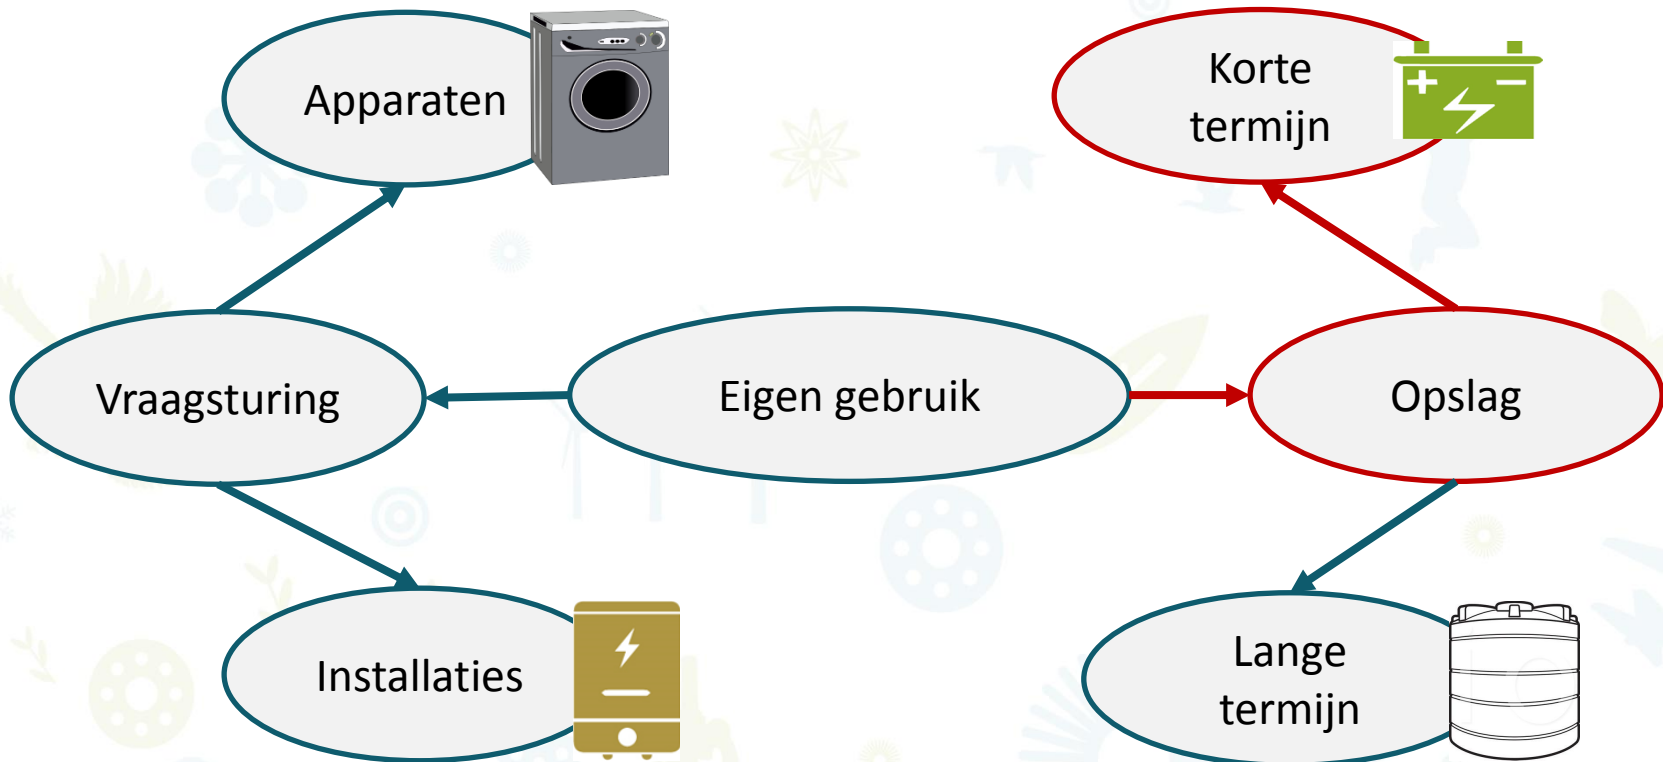 Apparaten
Korte
termijn
Vraagsturing
Eigen gebruik
Opslag
Installaties
Lange
termijn